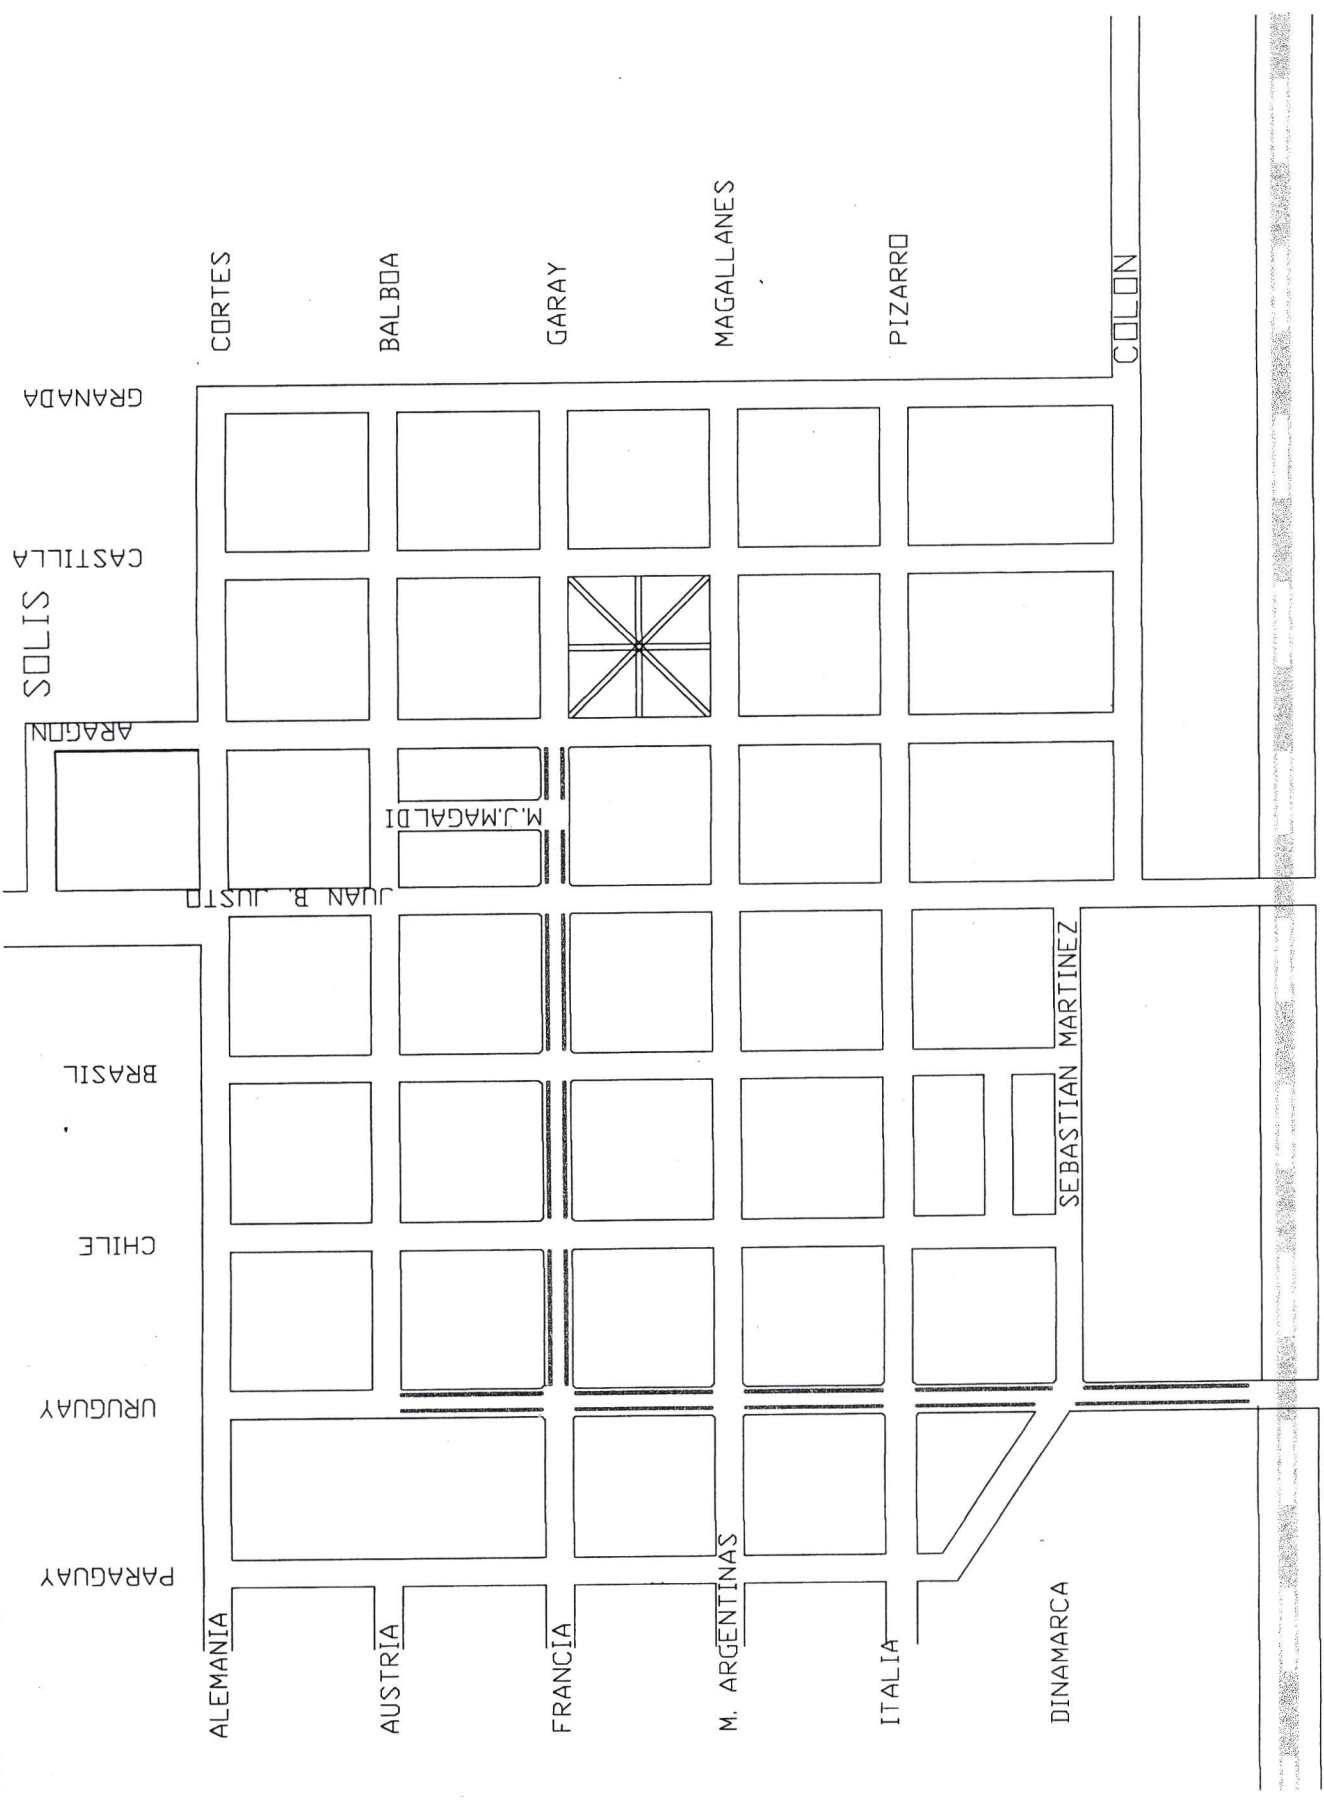 CORTES
BALBOA
GARAY
MAGALLANES
PIZARRO
COLON
GRANADA
CASTILLA
SOLIS
ARAGON
M.J.MAGALDI
JUAN B. JUSTO
SEBASTIAN MARTINEZ
BRASIL
CHILE
URUGUAY
PARAGUAY
ALEMANIA
AUSTRIA
FRANCIA
M. ARGENTINAS
ITALIA
DINAMARCA